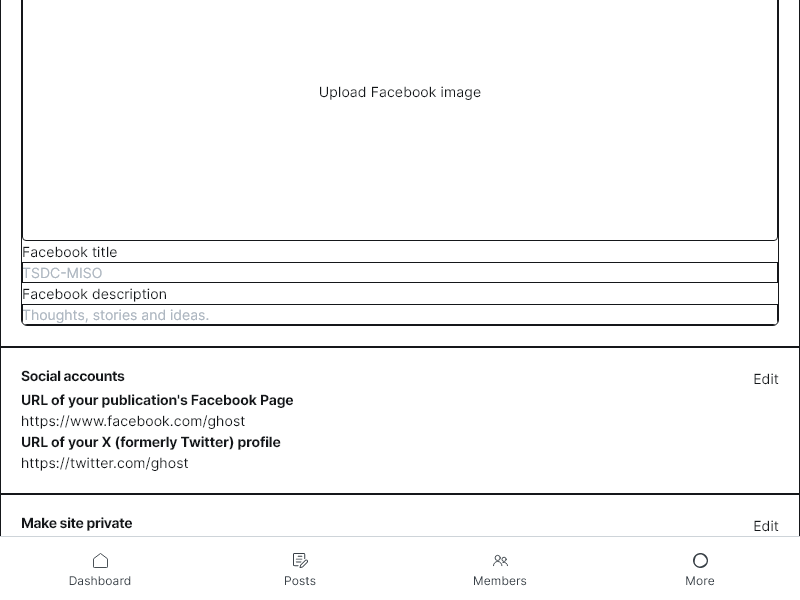 Upload Facebook image
Facebook title
TSDC-MISO
Facebook description
Thoughts, stories and ideas.
Social accounts
Edit
URL of your publication's Facebook Page
https://www.facebook.com/ghost
URL of your X (formerly Twitter) profile
https://twitter.com/ghost
Make site private
Edit
Dashboard
Posts
Members
More